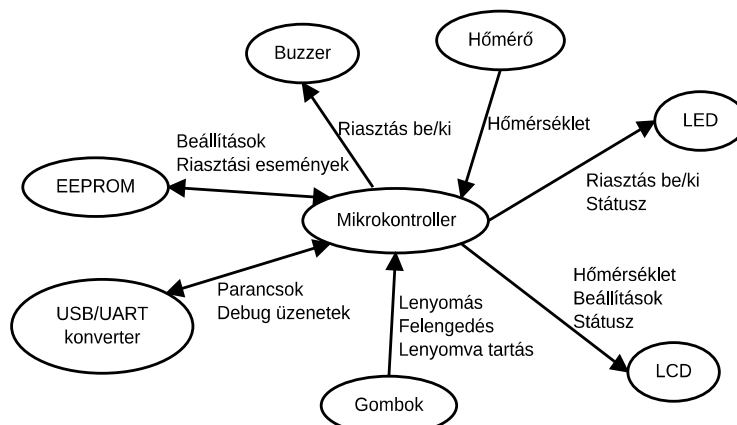 Buzzer
Hőmérő
Riasztás be/ki
Hőmérséklet
LED
Beállítások
Riasztási események
EEPROM
Riasztás be/ki
Státusz
Mikrokontroller
USB/UART
konverter
Parancsok
Debug üzenetek
Lenyomás
Felengedés
Lenyomva tartás
Hőmérséklet
Beállítások
Státusz
LCD
Gombok